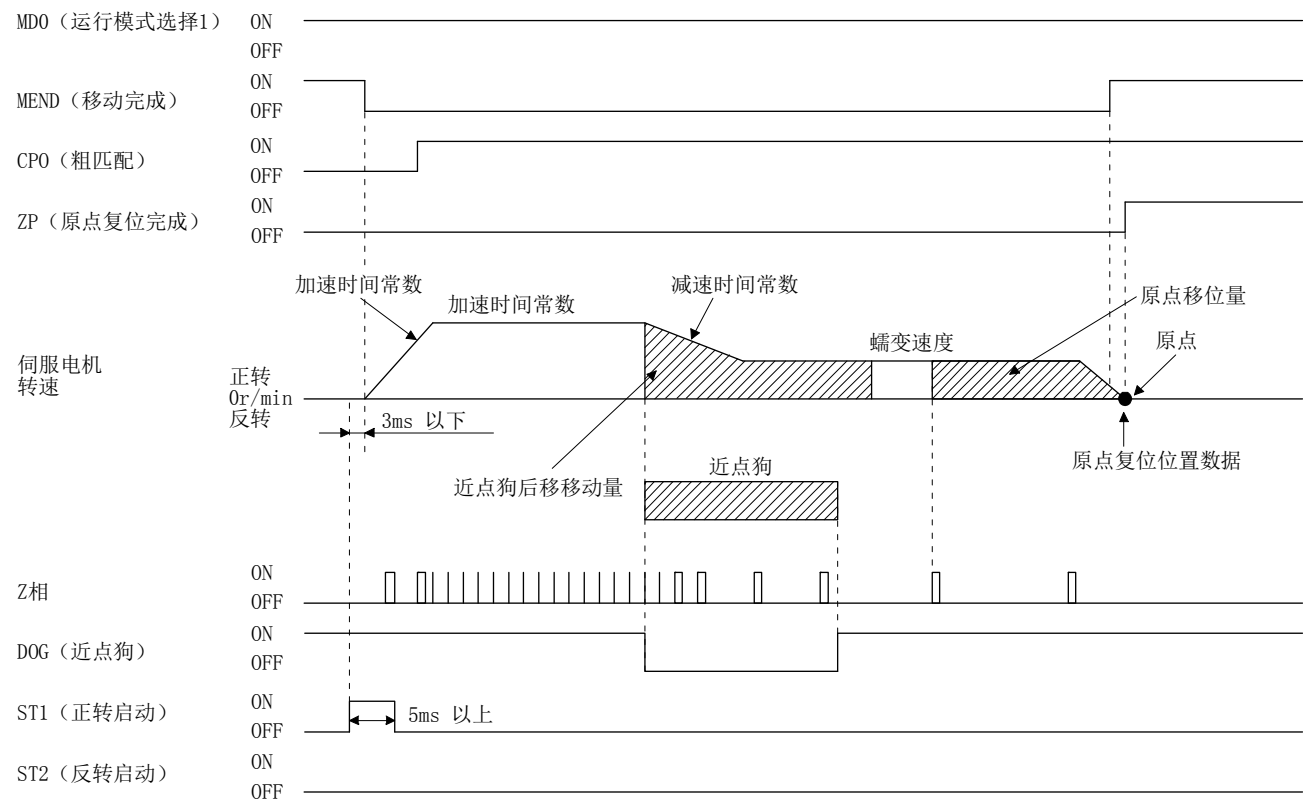 MD0（运行模式选择1） ON
OFF
MEND（移动完成） ON
OFF
CPO（粗匹配） ON
OFF
ZP（原点复位完成） ON
OFF
加速时间常数
加速时间常数
减速时间常数
原点移位量
蠕变速度
原点
伺服电机
转速
正转
0r/min
反转
3ms 以下
近点狗后移移动量
近点狗
原点复位位置数据
Z相 ON
OFF
DOG（近点狗） ON
OFF
ST1（正转启动） ON
OFF
5ms 以上
ST2（反转启动） ON
OFF